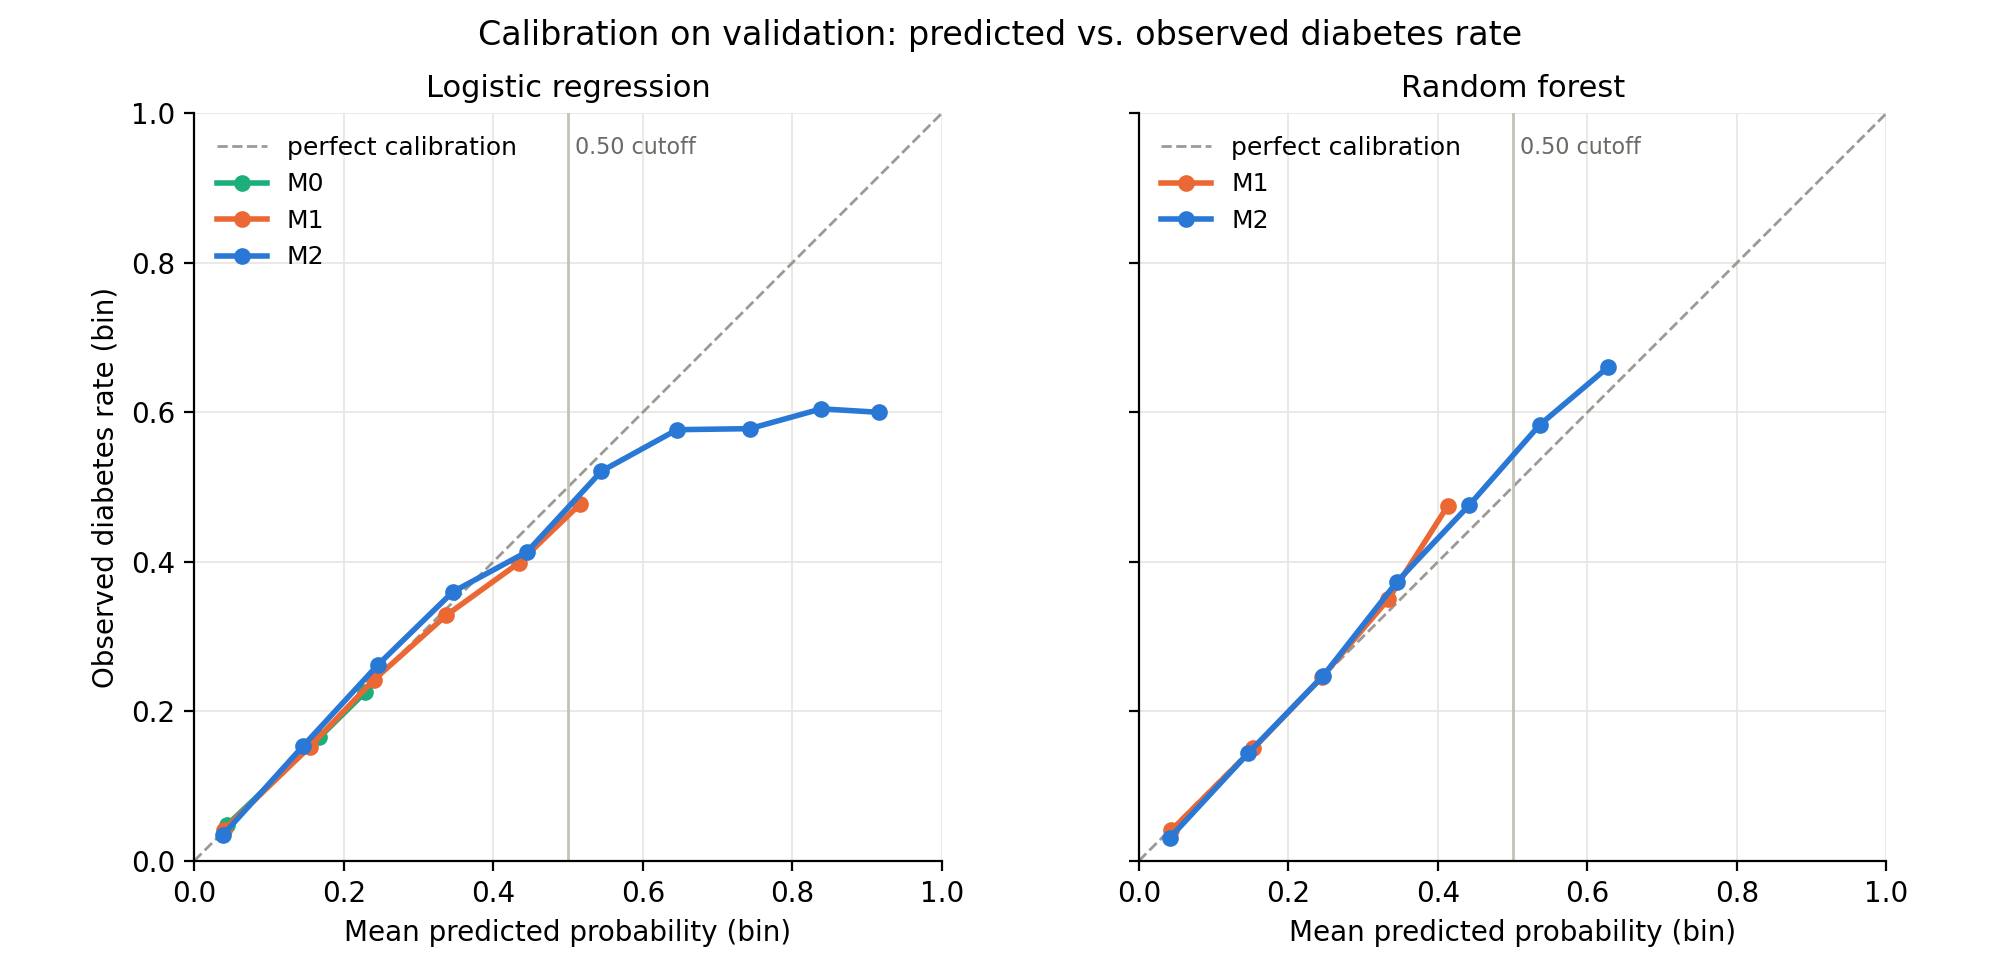 Calibration on validation: predicted vs. observed diabetes rate
Logistic regression
perfect calibration
M0
M1
M2
0.50 cutoff
Observed diabetes rate (bin)
1.0
0.8
0.6
0.4
0.2
0.0
0.0 0.2 0.4 0.6 0.8 1.0
Mean predicted probability (bin)
Random forest
perfect calibration
M1
M2
0.50 cutoff
0.0 0.2 0.4 0.6 0.8 1.0
Mean predicted probability (bin)